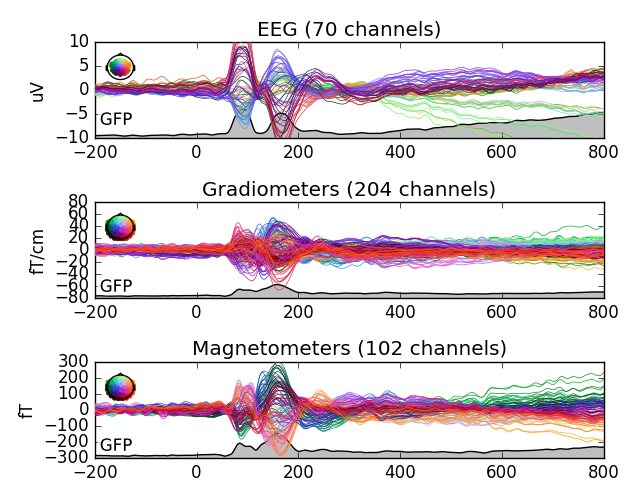 EEG (70 channels)
10
5
0
−5
−10
uV
GFP
−200 0 200 400 600 800
Gradiometers (204 channels)
80
60
40
20
0
−20
−40
−60
−80
fT/cm
GFP
−200 0 200 400 600 800
Magnetometers (102 channels)
300
200
100
0
−100
−200
−300
fT
GFP
−200 0 200 400 600 800